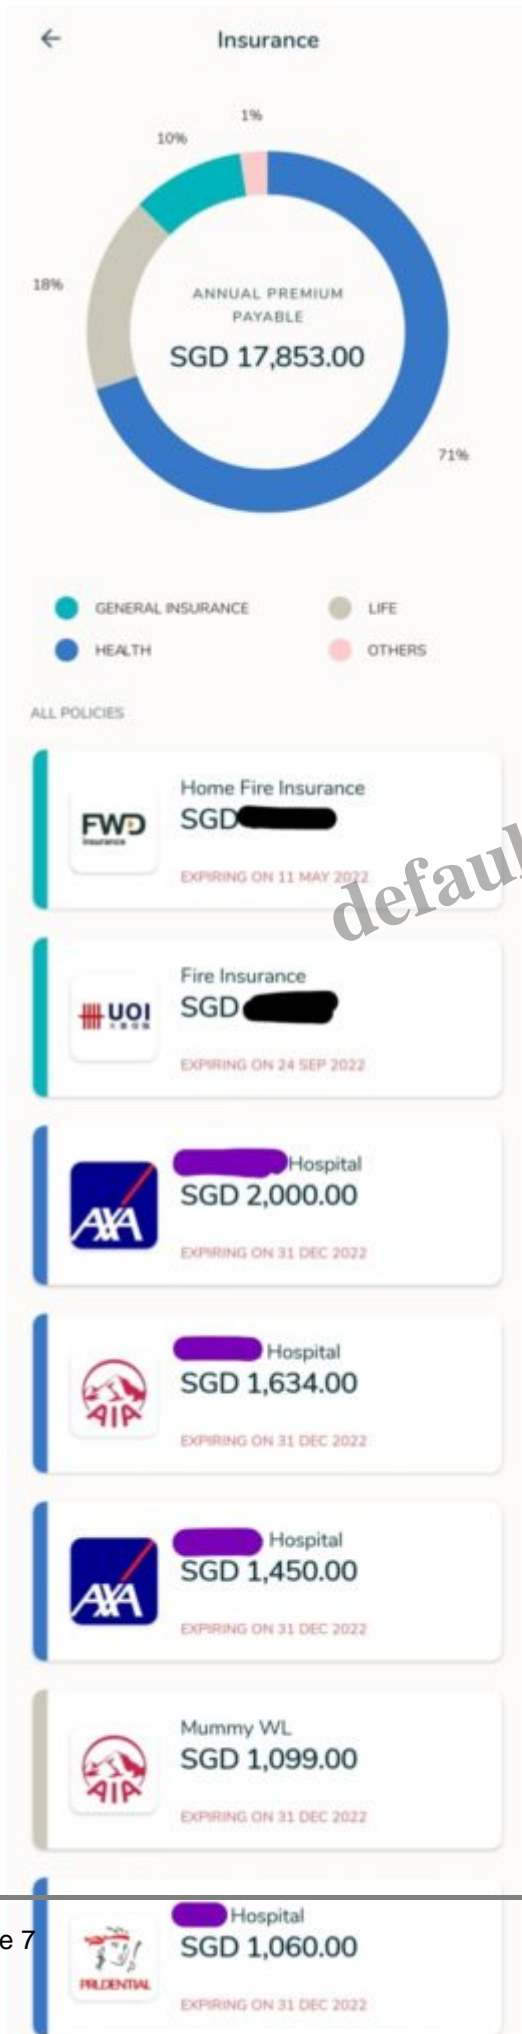 Insurance
1%
10%
18%
ANNUAL PREMIUM
PAYABLE
SGD 17,853.00
71%
GENERAL INSURANCE
LIFE
HEALTH
OTHERS
ALL POLICIES
Home Fire Insurance
FWD
insurance
SGD
EXPIRING ON 11 MAY 2022
defaul
Fire Insurance
UOI
SGD
EXPIRING ON 24 SEP 2022
Hospital
AXA
SGD 2,000.00
EXPIRING ON 31 DEC 2022
Hospital
AIA
SGD 1,634.00
EXPIRING ON 31 DEC 2022
Hospital
AXA
SGD 1,450.00
EXPIRING ON 31 DEC 2022
Mummy WL
AIA
SGD 1,099.00
EXPIRING ON 31 DEC 2022
Hospital
e 7
SGD 1,060.00
PRUDENTIAL
EXPIRING ON 31 DEC 2022